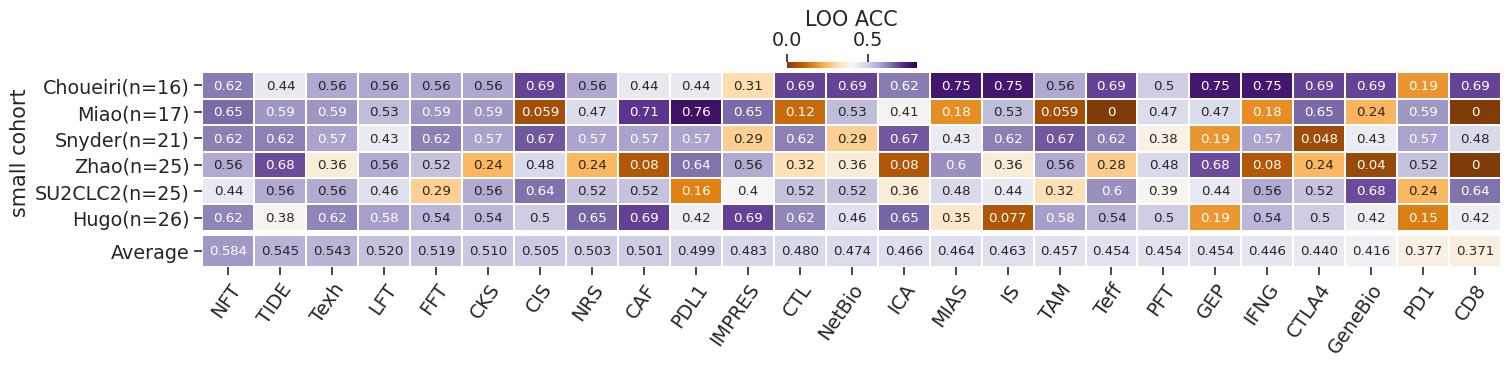 LOO ACC
0.0 0.5
small cohort
Choueiri(n=16) 0.62 0.44 0.56 0.56 0.56 0.56 0.69 0.56 0.44 0.44 0.31 0.69 0.69 0.62 0.75 0.75 0.56 0.69 0.5 0.75 0.75 0.69 0.69 0.19 0.69
Miao(n=17) 0.65 0.59 0.59 0.53 0.59 0.59 0.059 0.47 0.71 0.76 0.65 0.12 0.53 0.41 0.18 0.53 0.059 0 0.47 0.47 0.18 0.65 0.24 0.59 0
Snyder(n=21) 0.62 0.62 0.57 0.43 0.62 0.57 0.67 0.57 0.57 0.57 0.29 0.62 0.29 0.67 0.43 0.62 0.67 0.62 0.38 0.19 0.57 0.048 0.43 0.57 0.48
Zhao(n=25) 0.56 0.68 0.36 0.56 0.52 0.24 0.48 0.24 0.08 0.64 0.56 0.32 0.36 0.08 0.6 0.36 0.56 0.28 0.48 0.68 0.08 0.24 0.04 0.52 0
SU2CLC2(n=25) 0.44 0.56 0.56 0.46 0.29 0.56 0.64 0.52 0.52 0.16 0.4 0.52 0.52 0.36 0.48 0.44 0.32 0.6 0.39 0.44 0.56 0.52 0.68 0.24 0.64
Hugo(n=26) 0.62 0.38 0.62 0.58 0.54 0.54 0.5 0.65 0.69 0.42 0.69 0.62 0.46 0.65 0.35 0.077 0.58 0.54 0.5 0.19 0.54 0.5 0.42 0.15 0.42
Average 0.584 0.545 0.543 0.520 0.519 0.510 0.505 0.503 0.501 0.499 0.483 0.480 0.474 0.466 0.464 0.463 0.457 0.454 0.454 0.454 0.446 0.440 0.416 0.377 0.371
NFT TIDE Texh LFT FFT CKS CIS NRS CAF PDL1 IMPRES CTL NetBio ICA MIAS IS TAM Teff PFT GEP IFNG CTLA4 GeneBio PD1 CD8